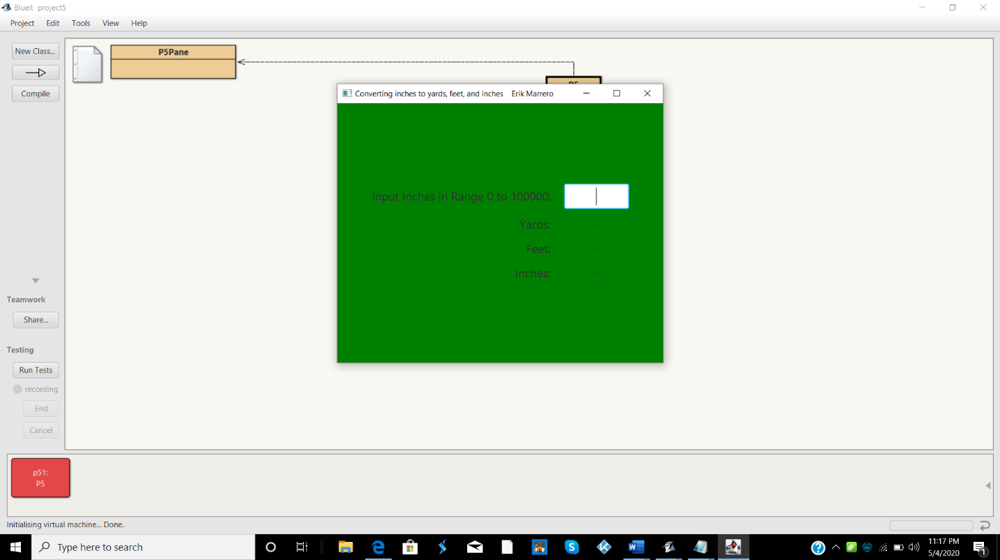 BlueJ: project5
Project Edit Tools View Help
New Class...
Compile
P5Pane
Converting inches to yards, feet, and inches Erik Marrero
Input Inches in Range 0 to 100000:
Yards: ---
Feet: ---
Inches: ---
Teamwork
Share...
Testing
Run Tests
recording
End
Cancel
p51:
P5
Initialising virtual machine... Done.
Type here to search
11:17 PM
5/4/2020
1